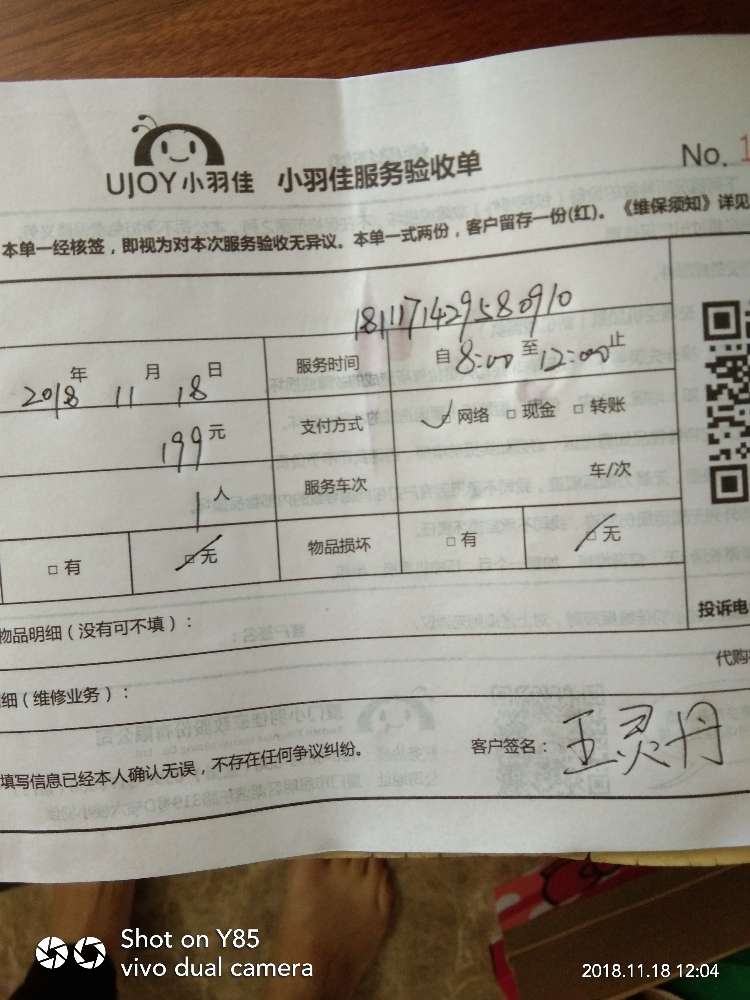 UJOY小羽佳 小羽佳服务验收单 No. 1
本单一经核签，即视为对本次服务验收无异议。本单一式两份，客户留存一份(红)。《维保须知》详见
1811171429580910
2018 年 11 月 18 日 服务时间 自 8:00 至 12:00 止
199 元 支付方式 网络 现金 转账
1 人 服务车次 车/次
有 无 物品损坏 有 无
物品明细（没有可不填）： 投诉电
代购
细（维修业务）：
填写信息已经本人确认无误，不存在任何争议纠纷。 客户签名：王灵丹
Shot on Y85
vivo dual camera
2018.11.18 12:04